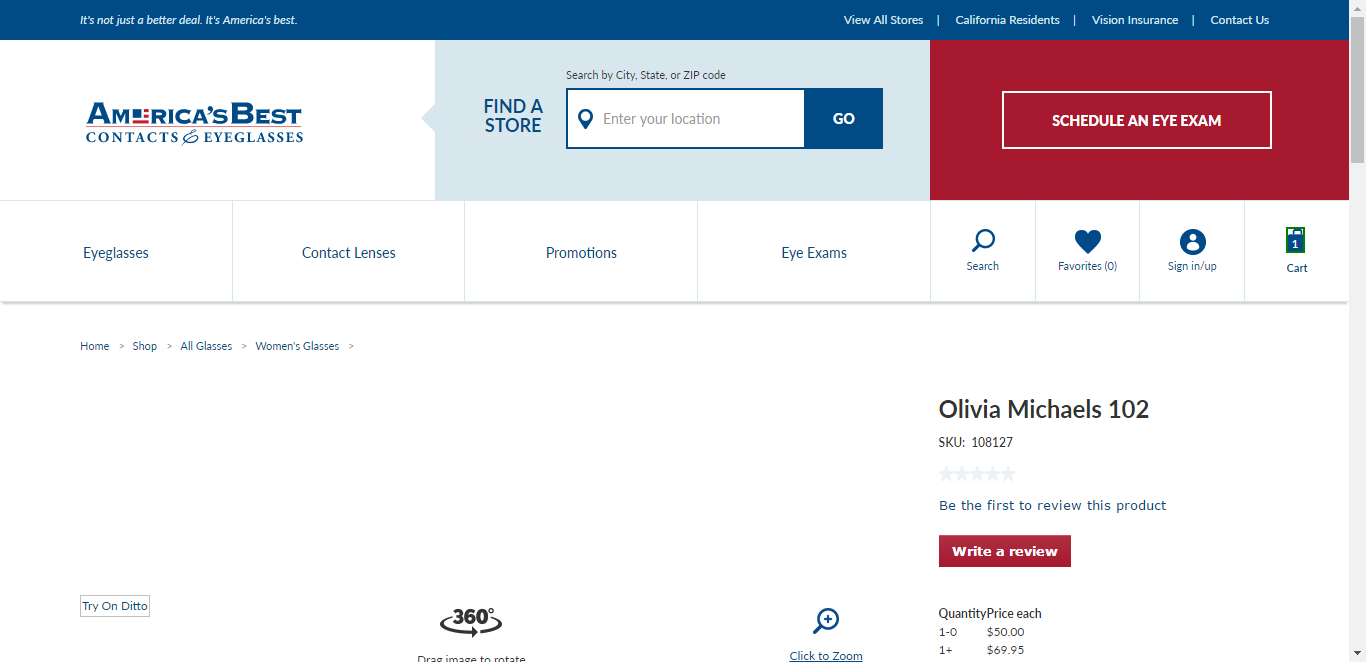 It's not just a better deal. It's America's best.
View All Stores | California Residents | Vision Insurance | Contact Us
AMERICA'S BEST
CONTACTS & EYEGLASSES
FIND A
STORE
Search by City, State, or ZIP code
Enter your location
GO
SCHEDULE AN EYE EXAM
Eyeglasses
Contact Lenses
Promotions
Eye Exams
Search
Favorites (0)
Sign in/up
1
Cart
Home > Shop > All Glasses > Women's Glasses >
Olivia Michaels 102
SKU: 108127
Be the first to review this product
Write a review
Try On Ditto
360°
Drag image to rotate
Click to Zoom
Quantity Price each
1-0 $50.00
1+ $69.95